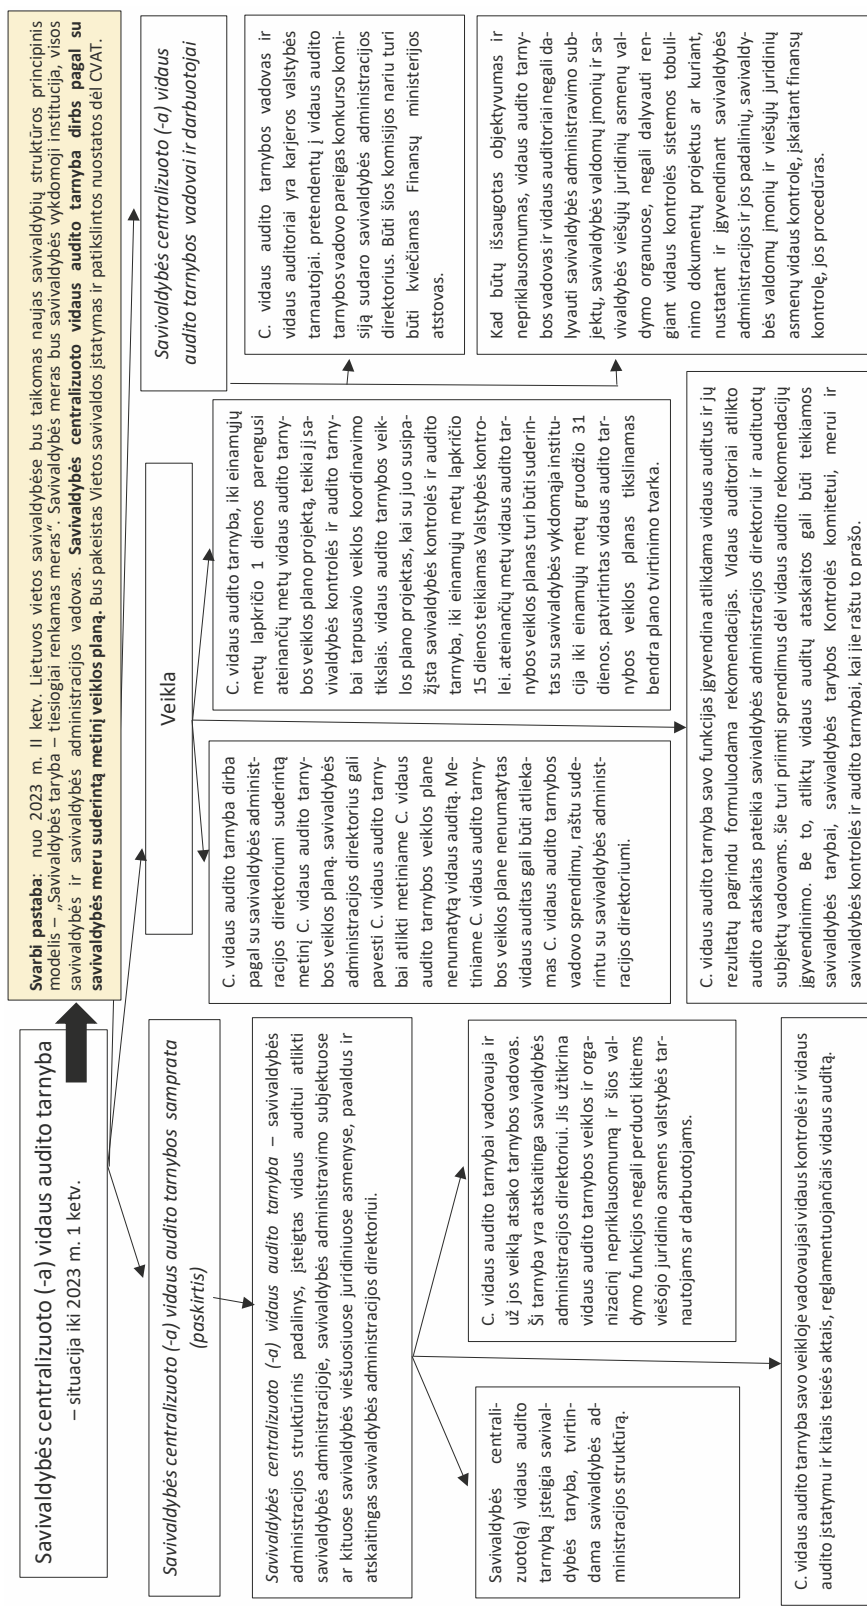 Savivaldybės centralizuoto (-a) vidaus audito tarnyba
– situacija iki 2023 m. 1 ketv.
Svarbi pastaba: nuo 2023 m. II ketv. Lietuvos vietos savivaldybėse bus taikomas naujas savivaldybių struktūros principinis
modelis – „Savivaldybės taryba – tiesiogiai renkamas meras“. Savivaldybės meras bus savivaldybės vykdomoji institucija, visos
savivaldybės ir savivaldybės administracijos vadovas. Savivaldybės centralizuoto vidaus audito tarnyba dirbs pagal su
savivaldybės meru suderintą metinį veiklos planą. Bus pakeistas Vietos savivaldos įstatymas ir patikslintos nuostatos dėl CVAT.
Savivaldybės centralizuoto (-a) vidaus audito tarnybos samprata
(paskirtis)
Savivaldybės centralizuoto (-a) vidaus audito tarnyba – savivaldybės
administracijos struktūrinis padalinys, įsteigtas vidaus auditui atlikti
savivaldybės administracijoje, savivaldybės administravimo subjektuose
ar kituose savivaldybės viešuosiuose juridiniuose asmenyse, pavaldus ir
atskaitingas savivaldybės administracijos direktoriui.
Savivaldybės centrali-
zuoto(ą) vidaus audito
tarnybą įsteigia savival-
dybės taryba, tvirtin-
dama savivaldybės ad-
ministracijos struktūrą.
C. vidaus audito tarnybai vadovauja ir
už jos veiklą atsako tarnybos vadovas.
Ši tarnyba yra atskaitinga savivaldybės
administracijos direktoriui. Jis užtikrina
vidaus audito tarnybos veiklos ir orga-
nizacinį nepriklausomumą ir šios val-
dymo funkcijos negali perduoti kitiems
viešojo juridinio asmens valstybės tar-
nautojams ar darbuotojams.
C. vidaus audito tarnyba savo veikloje vadovaujasi vidaus kontrolės ir vidaus
audito įstatymu ir kitais teisės aktais, reglamentuojančiais vidaus auditą.
Veikla
C. vidaus audito tarnyba dirba
pagal su savivaldybės administ-
racijos direktoriumi suderintą
metinį C. vidaus audito tarny-
bos veiklos planą. savivaldybės
administracijos direktorius gali
pavesti C. vidaus audito tarny-
bai atlikti metiniame C. vidaus
audito tarnybos veiklos plane
nenumatytą vidaus auditą. Me-
tiniame C. vidaus audito tarny-
bos veiklos plane nenumatytas
vidaus auditas gali būti atlieka-
mas C. vidaus audito tarnybos
vadovo sprendimu, raštu sude-
rintu su savivaldybės administ-
racijos direktoriumi.
C. vidaus audito tarnyba, iki einamųjų
metų lapkričio 1 dienos parengusi
ateinančių metų vidaus audito tarny-
bos veiklos plano projektą, teikia jį sa-
vivaldybės kontrolės ir audito tarny-
bai tarpusavio veiklos koordinavimo
tikslais. vidaus audito tarnybos veik-
los plano projektas, kai su juo susipa-
žįsta savivaldybės kontrolės ir audito
tarnyba, iki einamųjų metų lapkričio
15 dienos teikiamas Valstybės kontro-
lei. ateinančių metų vidaus audito tar-
nybos veiklos planas turi būti suderin-
tas su savivaldybės vykdomąja institu-
cija iki einamųjų metų gruodžio 31
dienos. patvirtintas vidaus audito tar-
nybos veiklos planas tikslinamas
bendra plano tvirtinimo tvarka.
C. vidaus audito tarnyba savo funkcijas įgyvendina atlikdama vidaus auditus ir jų
rezultatų pagrindu formuluodama rekomendacijas. Vidaus auditoriai atlikto
audito ataskaitas pateikia savivaldybės administracijos direktoriui ir audituotų
subjektų vadovams. šie turi priimti sprendimus dėl vidaus audito rekomendacijų
įgyvendinimo. Be to, atliktų vidaus auditų ataskaitos gali būti teikiamos
savivaldybės tarybai, savivaldybės tarybos Kontrolės komitetui, merui ir
savivaldybės kontrolės ir audito tarnybai, kai jie raštu to prašo.
Savivaldybės centralizuoto (-a) vidaus
audito tarnybos vadovai ir darbuotojai
C. vidaus audito tarnybos vadovas ir
vidaus auditoriai yra karjeros valstybės
tarnautojai. pretendentų į vidaus audito
tarnybos vadovo pareigas konkurso komi-
siją sudaro savivaldybės administracijos
direktorius. Būti šios komisijos nariu turi
būti kviečiamas Finansų ministerijos
atstovas.
Kad būtų išsaugotas objektyvumas ir
nepriklausomumas, vidaus audito tarny-
bos vadovas ir vidaus auditoriai negali da-
lyvauti savivaldybės administravimo sub-
jektų, savivaldybės valdomų įmonių ir sa-
vivaldybės viešųjų juridinių asmenų val-
dymo organuose, negali dalyvauti ren-
giant vidaus kontrolės sistemos tobuli-
nimo dokumentų projektus ar kuriant,
nustatant ir įgyvendinant savivaldybės
administracijos ir jos padalinių, savivaldy-
bės valdomų įmonių ir viešųjų juridinių
asmenų vidaus kontrolę, įskaitant finansų
kontrolę, jos procedūras.